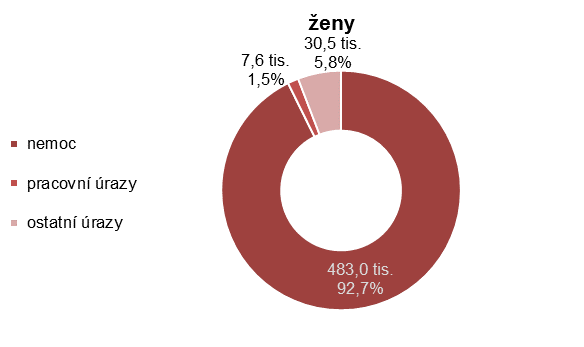 ženy
30,5 tis.
5,8%
7,6 tis.
1,5%
nemoc
pracovní úrazy
ostatní úrazy
483,0 tis.
92,7%